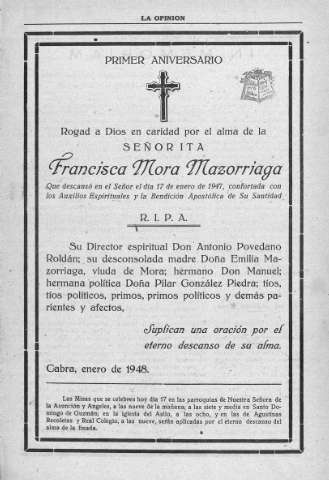 LA OPINION
PRIMER ANIVERSARIO
Rogad a Dios en caridad por el alma de la
SEÑORITA
Francisca Mora Mazorriaga
Que descansó en el Señor el día 17 de enero de 1947, confortada con
los Auxilios Espirituales y la Bendición Apostólica de Su Santidad
R. I. P. A.
Su Director espiritual Don Antonio Povedano
Roldán; su desconsolada madre Doña Emilia Ma-
zorriaga, viuda de Mora; hermano Don Manuel;
hermana política Doña Pilar González Piedra; tíos,
tíos políticos, primos, primos políticos y demás pa-
rientes y afectos,
Suplican una oración por el
eterno descanso de su alma.
Cabra, enero de 1948.
Las Misas que se celebren hoy día 17 en las parroquias de Nuestra Señora de
la Asunción y Angeles, a las nueve de la mañana, a las siete y media en Santo Do-
mingo de Guzmán, en la iglesia del Asilo, a las ocho, y en las de Agustinas
Recoletas y Real Colegio, a las nueve, serán aplicadas por el eterno descanso del
alma de la finada.